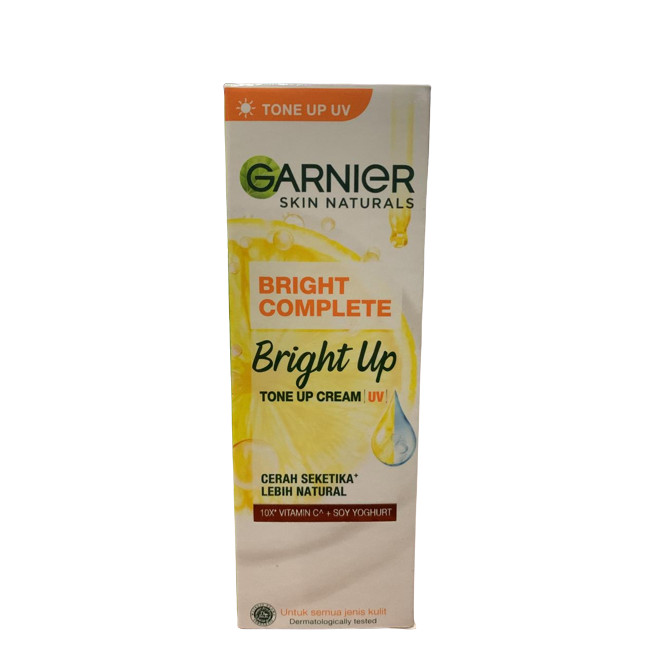 TONE UP UV
GARNIER
SKIN NATURALS
BRIGHT
COMPLETE
Bright Up
TONE UP CREAM | UV |
CERAH SEKETIKA⁺
LEBIH NATURAL
10X* VITAMIN C^ + SOY YOGHURT
Untuk semua jenis kulit
Dermatologically tested